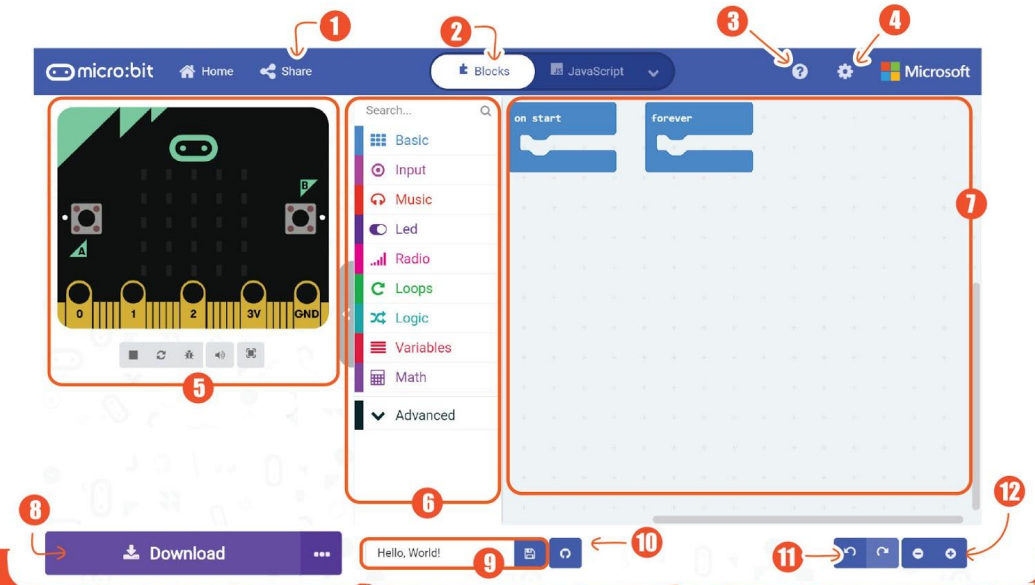 1
2
3
4
micro:bit Home Share Blocks JS JavaScript ? Microsoft
Search...
on start
forever
Basic
Input
B
Music
7
Led
A
Radio
Loops
0 1 2 3V GND
Logic
Variables
Math
5
Advanced
6
8
12
Download
Hello, World!
9
10
11